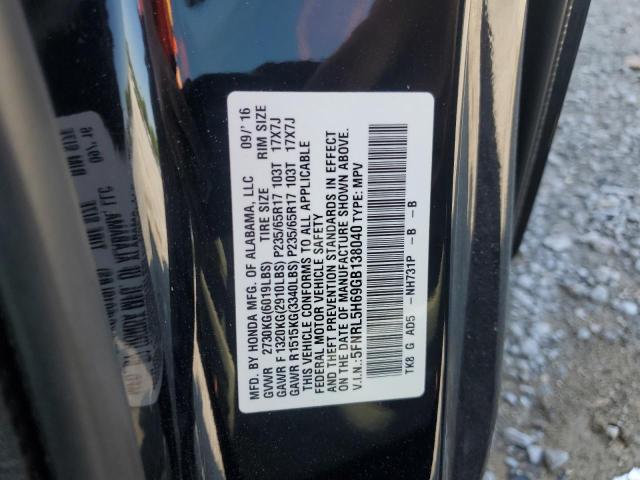 MFD. BY HONDA MFG. OF ALABAMA, LLC 09/'16
GVWR 2730KG(6019LBS) TIRE SIZE RIM SIZE
GAWR F 1320KG(2910LBS) P235/65R17 103T 17X7J
GAWR R 1515KG(3340LBS) P235/65R17 103T 17X7J
THIS VEHICLE CONFORMS TO ALL APPLICABLE
FEDERAL MOTOR VEHICLE SAFETY
AND THEFT PREVENTION STANDARDS IN EFFECT
ON THE DATE OF MANUFACTURE SHOWN ABOVE.
V.I.N.:5FNRL5H69GB138040 TYPE: MPV
TK8 G AD5 -NH731P -B -B